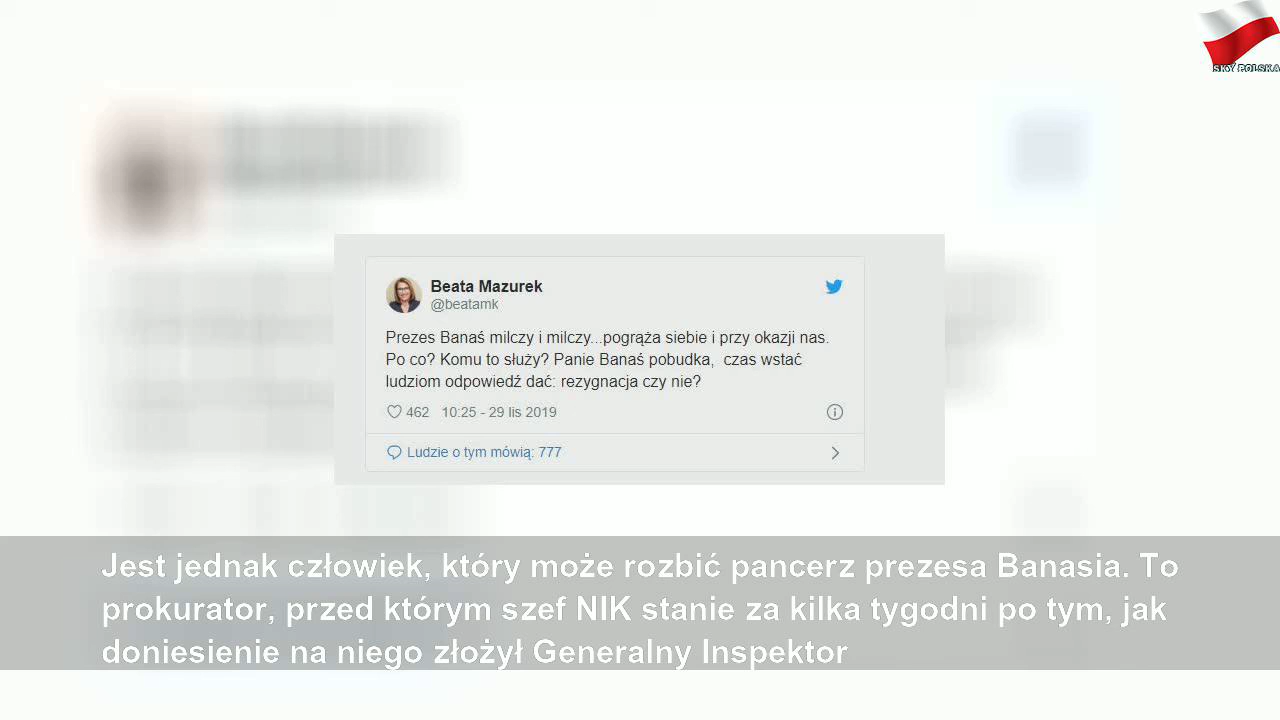 SKY POLSKA
Beata Mazurek
@beatamk
Prezes Banaś milczy i milczy...pogrąża siebie i przy okazji nas.
Po co? Komu to służy? Panie Banaś pobudka, czas wstać
ludziom odpowiedź dać: rezygnacja czy nie?
462 10:25 - 29 lis 2019
Ludzie o tym mówią: 777
Jest jednak człowiek, który może rozbić pancerz prezesa Banasia. To
prokurator, przed którym szef NIK stanie za kilka tygodni po tym, jak
doniesienie na niego złożył Generalny Inspektor